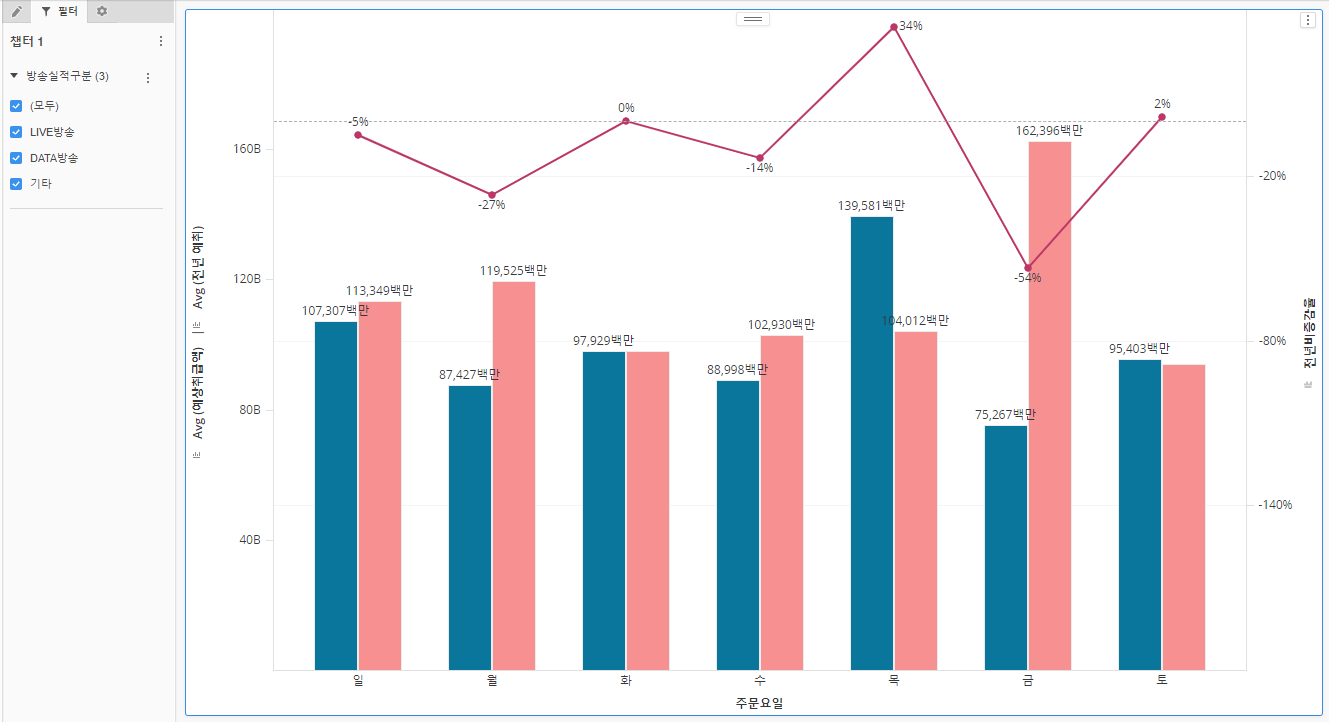 필터
챕터 1
방송실적구분 (3)
(모두)
LIVE방송
DATA방송
기타
Avg (예상취급액)
Avg (전년 예취)
160B
120B
80B
40B
-5%
-27%
0%
-14%
34%
-54%
2%
107,307백만
113,349백만
87,427백만
119,525백만
97,929백만
88,998백만
102,930백만
139,581백만
104,012백만
75,267백만
162,396백만
95,403백만
-20%
-80%
-140%
전년비증감율
일 월 화 수 목 금 토
주문요일